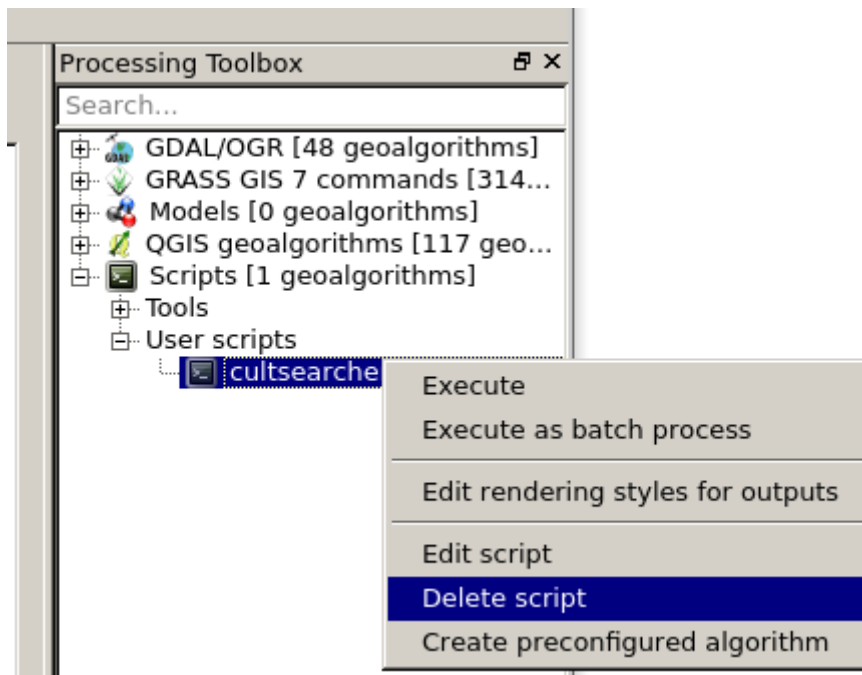 Processing Toolbox
Search...
GDAL/OGR [48 geoalgorithms]
GRASS GIS 7 commands [314...
Models [0 geoalgorithms]
QGIS geoalgorithms [117 geo...
Scripts [1 geoalgorithms]
Tools
User scripts
cultsearche
Execute
Execute as batch process
Edit rendering styles for outputs
Edit script
Delete script
Create preconfigured algorithm